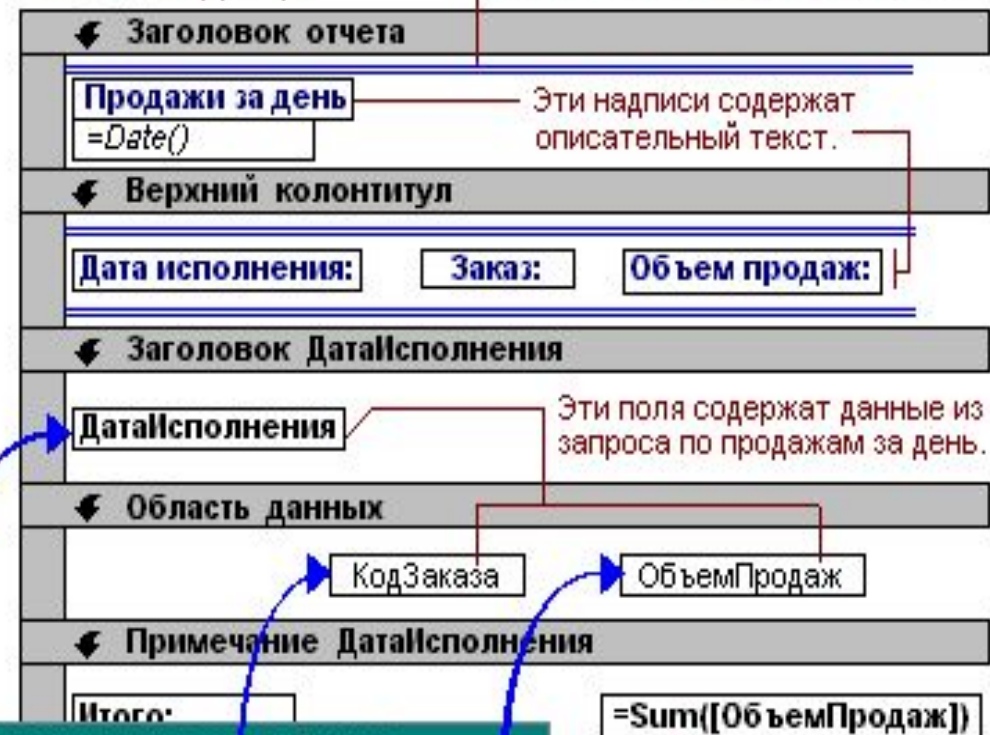 Заголовок отчета
Продажи за день
=Date()
Эти надписи содержат
описательный текст.
Верхний колонтитул
Дата исполнения: Заказ: Объем продаж:
Заголовок ДатаИсполнения
ДатаИсполнения
Эти поля содержат данные из
запроса по продажам за день.
Область данных
КодЗаказа ОбъемПродаж
Примечание ДатаИсполнения
Итого: =Sum([ОбъемПродаж])